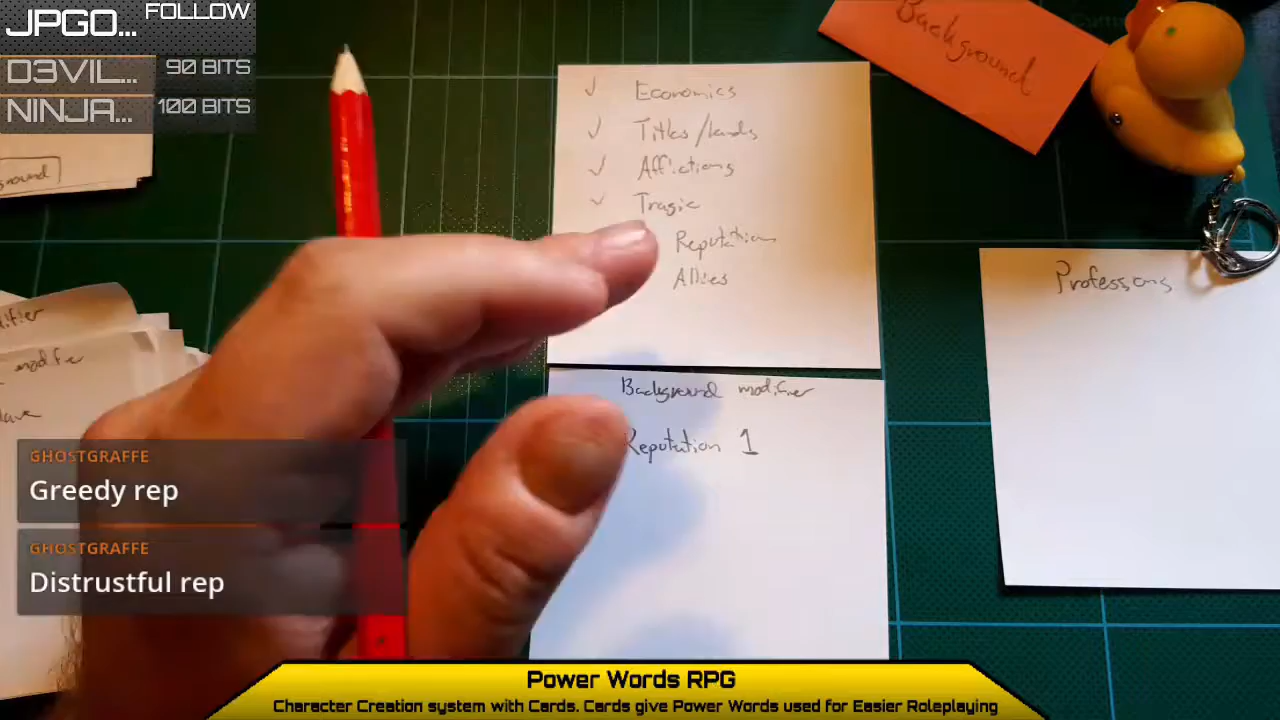 JPGO... FOLLOW
D3VIL... 90 BITS
NINJA... 100 BITS
Background
Economics
Titles/Lands
Afflictions
Tragic
Reputation
Allies
Professions
Background modifier
Reputation 1
modifier
GHOSTGRAFFE
Greedy rep
GHOSTGRAFFE
Distrustful rep
Power Words RPG
Character Creation system with Cards. Cards give Power Words used for Easier Roleplaying